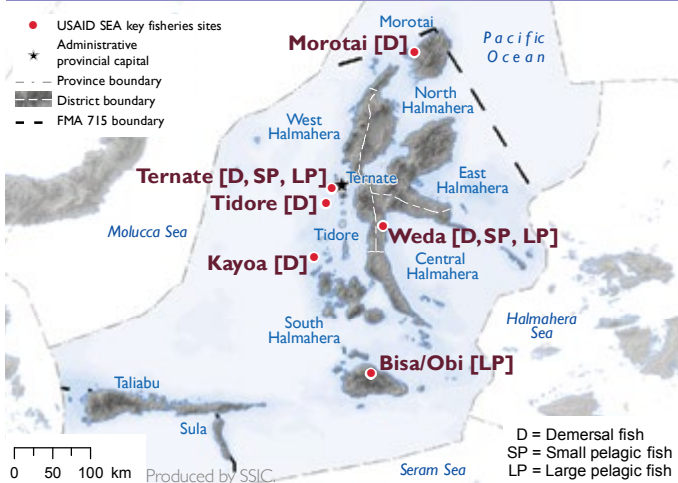 USAID SEA key fisheries sites
Administrative
provincial capital
Province boundary
District boundary
FMA 715 boundary
Morotai
Morotai [D]
Pacific
Ocean
North
Halmahera
West
Halmahera
East
Halmahera
Ternate [D, SP, LP]
Ternate
Tidore [D]
Molucca Sea
Tidore
Weda [D, SP, LP]
Kayoa [D]
Central
Halmahera
South
Halmahera
Halmahera
Sea
Bisa/Obi [LP]
Taliabu
Sula
D = Demersal fish
SP = Small pelagic fish
LP = Large pelagic fish
0 50 100 km
Produced by SSIC.
Seram Sea